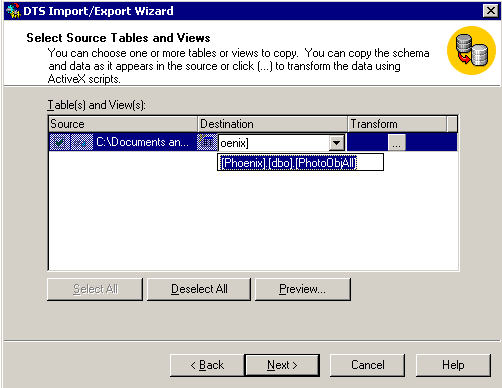 DTS Import/Export Wizard
Select Source Tables and Views
You can choose one or more tables or views to copy. You can copy the schema
and data as it appears in the source or click (...) to transform the data using
ActiveX scripts.
Table(s) and View(s):
Source Destination Transform
C:\Documents an... oenix] ...
[Phoenix].[dbo].[PhotoObjAll]
Select All Deselect All Preview...
< Back Next > Cancel Help